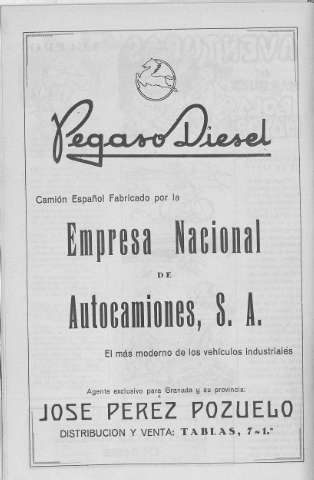 Pegaso Diesel
Camión Español Fabricado por la
Empresa Nacional
DE
Autocamiones, S. A.
El más moderno de los vehículos industriales
Agente exclusivo para Granada y su provincia:
JOSE PEREZ POZUELO
DISTRIBUCION Y VENTA: TABLAS, 7-1.º